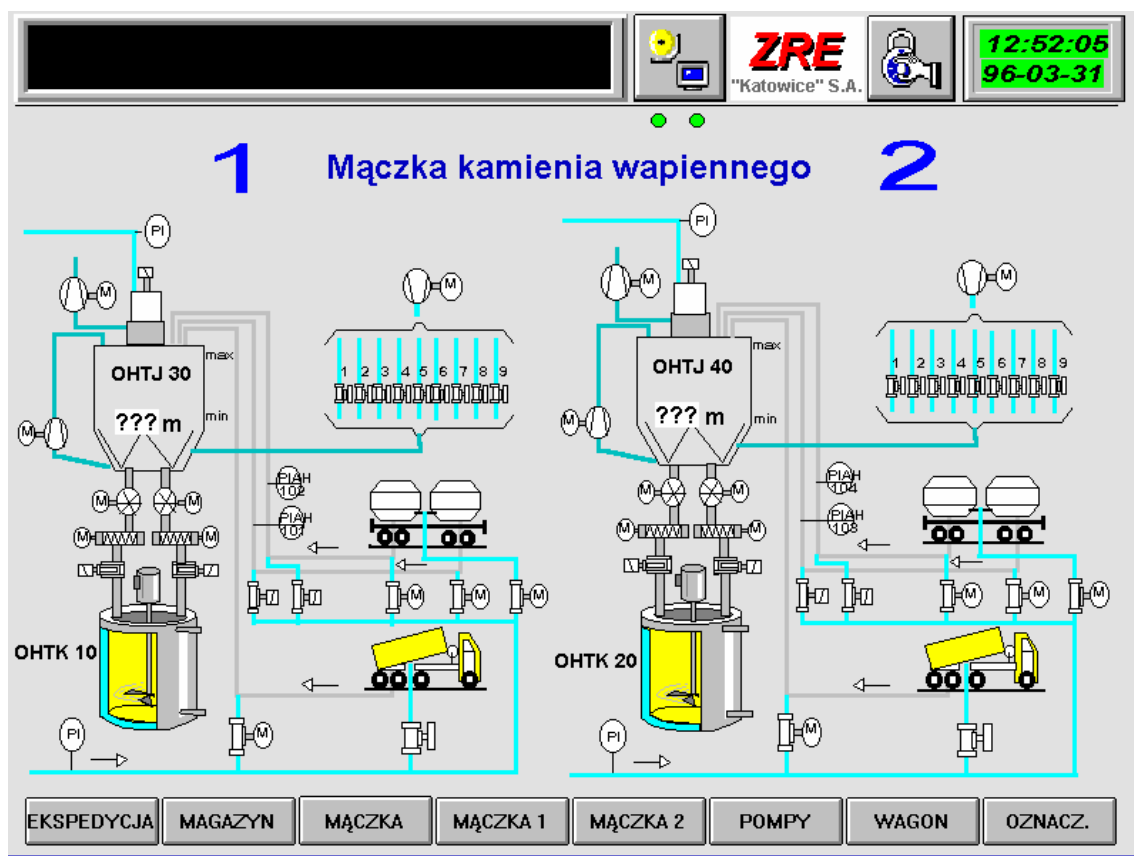 ZRE
"Katowice" S.A.
12:52:05
96-03-31
1 Mączka kamienia wapiennego 2
PI
PI
M
M
M
M
OHTJ 30
max
??? m
min
1 2 3 4 5 6 7 8 9
OHTJ 40
max
??? m
min
1 2 3 4 5 6 7 8 9
M
M
PIAH
102
PIAH
101
PIAH
104
PIAH
103
M
M
M
M
M
M
M
M
M
M
M
M
M
M
OHTK 10
OHTK 20
PI
M
PI
M
EKSPEDYCJA
MAGAZYN
MĄCZKA
MĄCZKA 1
MĄCZKA 2
POMPY
WAGON
OZNACZ.